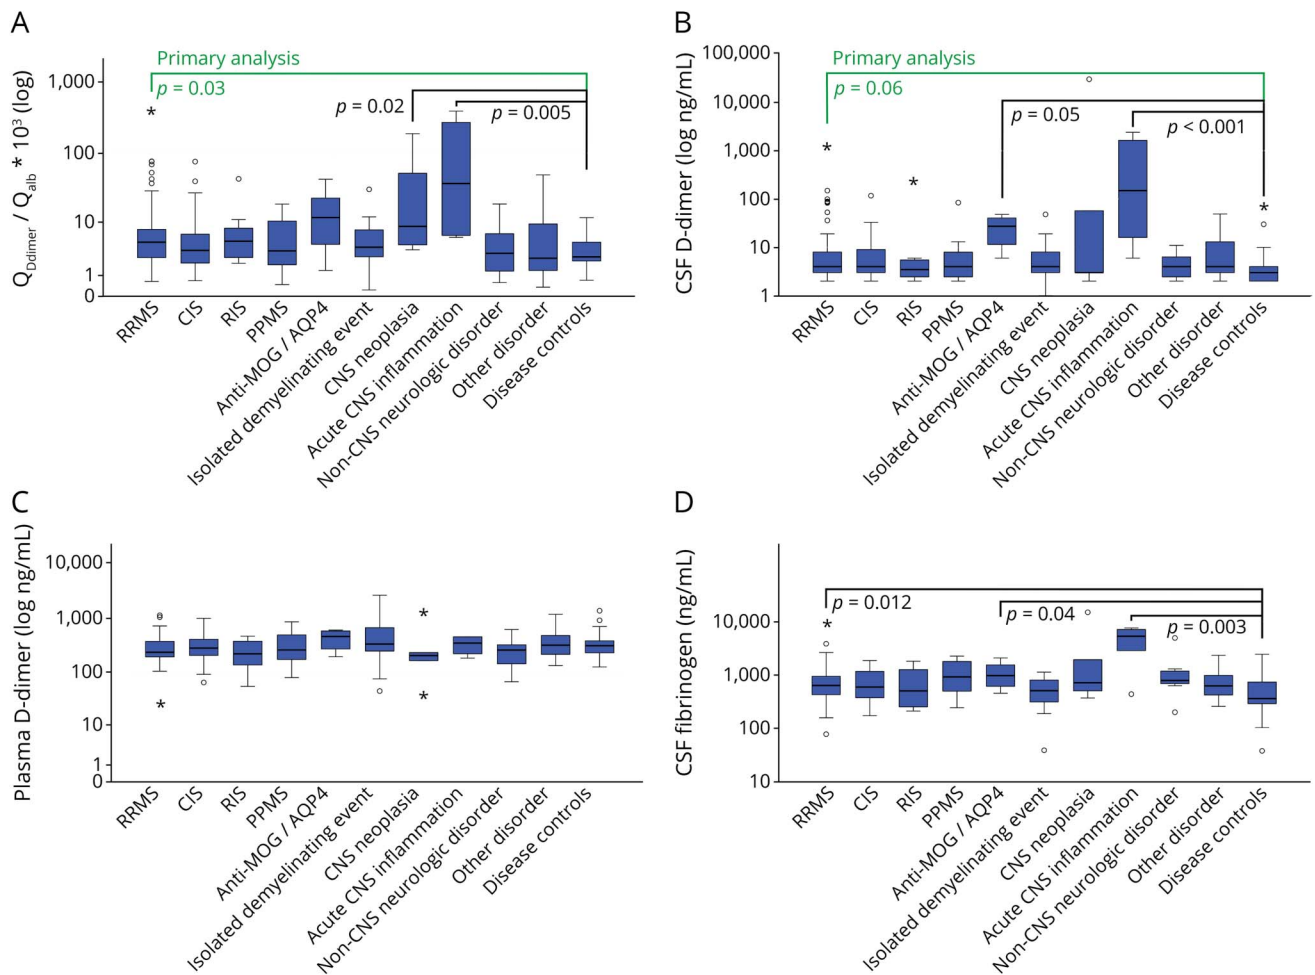 A
Q_Ddimer / Q_alb * 10³ (log)
1,000
100
10
1
0
Primary analysis
p = 0.03
p = 0.02
p = 0.005
*
RRMS
CIS
RIS
PPMS
Anti-MOG / AQP4
Isolated demyelinating event
CNS neoplasia
Acute CNS inflammation
Non-CNS neurologic disorder
Other disorder
Disease controls
B
CSF D-dimer (log ng/mL)
100,000
10,000
1,000
100
10
1
Primary analysis
p = 0.06
p = 0.05
p < 0.001
*
*
*
RRMS
CIS
RIS
PPMS
Anti-MOG / AQP4
Isolated demyelinating event
CNS neoplasia
Acute CNS inflammation
Non-CNS neurologic disorder
Other disorder
Disease controls
C
Plasma D-dimer (log ng/mL)
10,000
1,000
100
10
1
0
*
*
*
RRMS
CIS
RIS
PPMS
Anti-MOG / AQP4
Isolated demyelinating event
CNS neoplasia
Acute CNS inflammation
Non-CNS neurologic disorder
Other disorder
Disease controls
D
CSF fibrinogen (ng/mL)
10,000
1,000
100
10
p = 0.012
p = 0.04
p = 0.003
*
RRMS
CIS
RIS
PPMS
Anti-MOG / AQP4
Isolated demyelinating event
CNS neoplasia
Acute CNS inflammation
Non-CNS neurologic disorder
Other disorder
Disease controls